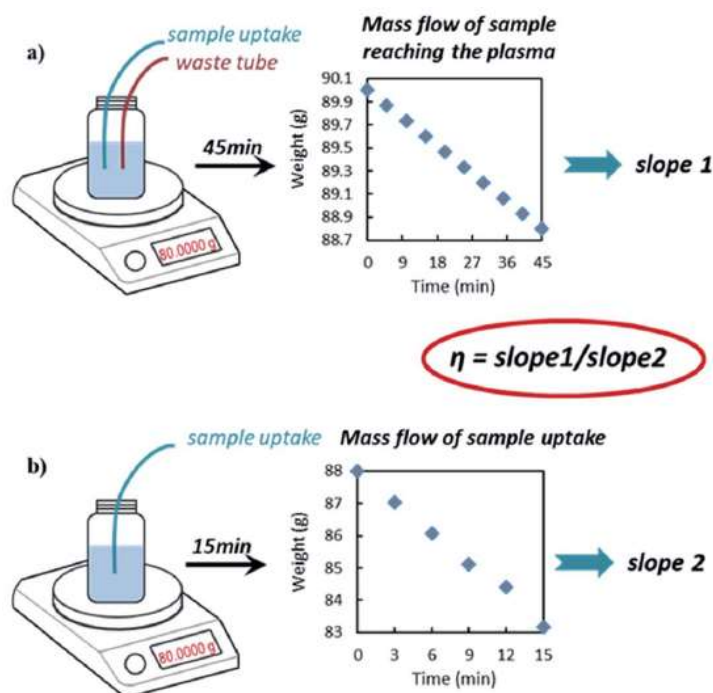 a)
sample uptake
waste tube
80.0000 g
45min
Mass flow of sample
reaching the plasma
Weight (g)
90.1
89.9
89.7
89.5
89.3
89.1
88.9
88.7
0 9 18 27 36 45
Time (min)
slope 1
η = slope1/slope2
b)
sample uptake
80.0000 g
15min
Mass flow of sample uptake
Weight (g)
88
87
86
85
84
83
0 3 6 9 12 15
Time (min)
slope 2